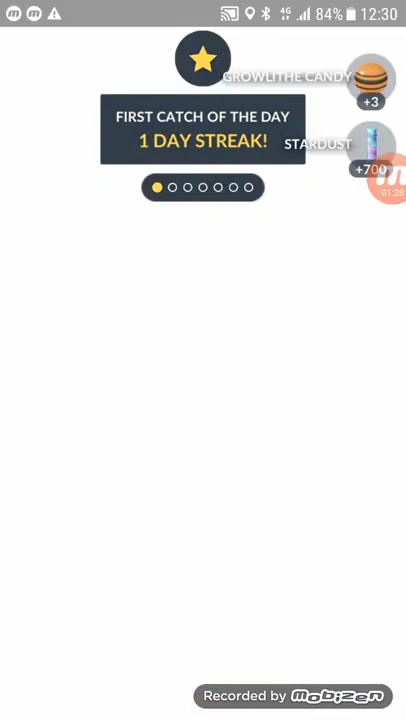 4G 84% 12:30
GROWLITHE CANDY
+3
FIRST CATCH OF THE DAY
1 DAY STREAK!
STARDUST
+700
01:28
Recorded by mobizen